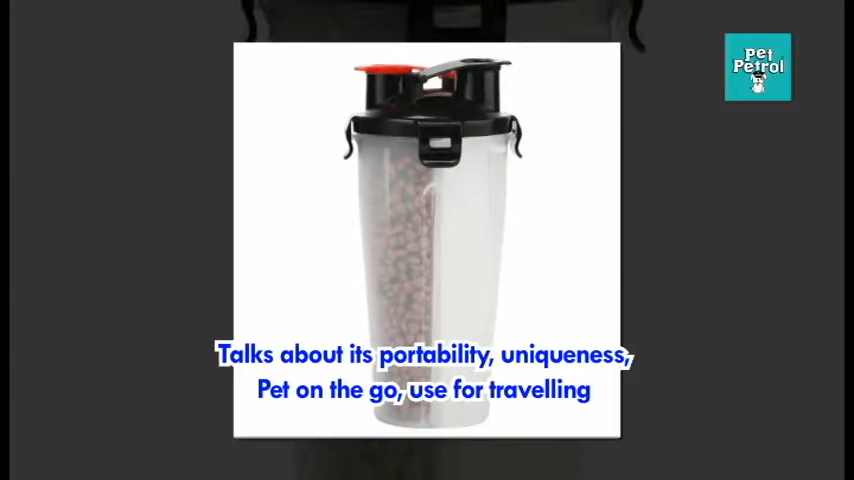 Pet
Petrol
Talks about its portability, uniqueness,
Pet on the go, use for travelling